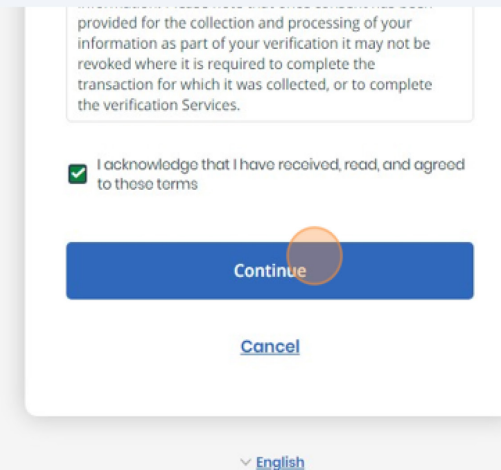 provided for the collection and processing of your
information as part of your verification it may not be
revoked where it is required to complete the
transaction for which it was collected, or to complete
the verification Services.
I acknowledge that I have received, read, and agreed
to these terms
Continue
Cancel
English